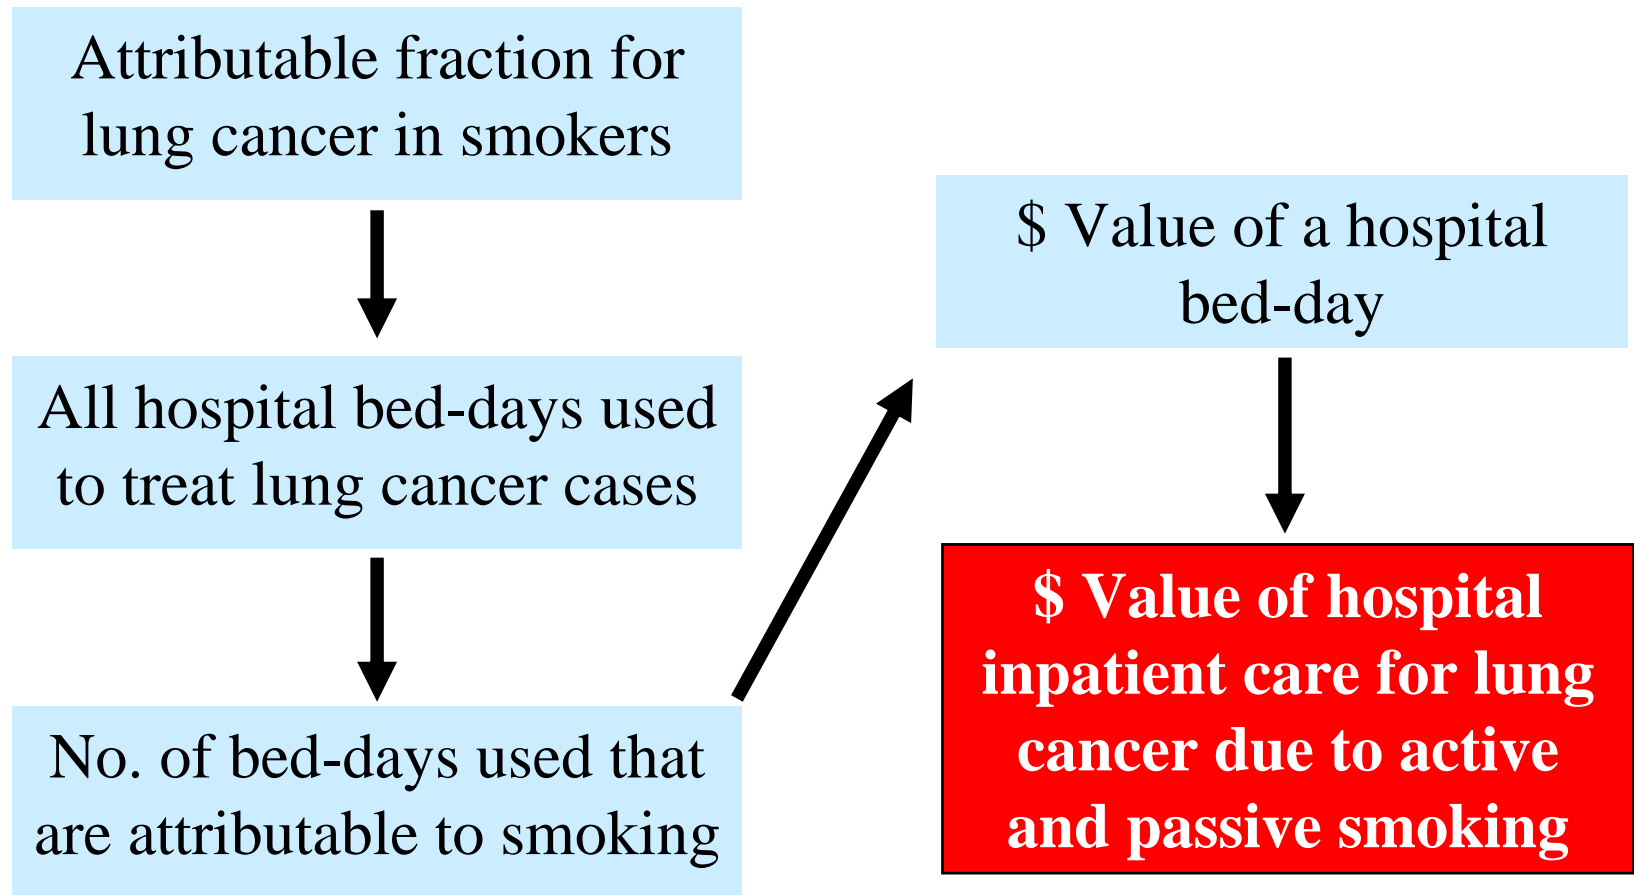 Attributable fraction for
lung cancer in smokers
All hospital bed-days used
to treat lung cancer cases
No. of bed-days used that
are attributable to smoking
$ Value of a hospital
bed-day
$ Value of hospital
inpatient care for lung
cancer due to active
and passive smoking